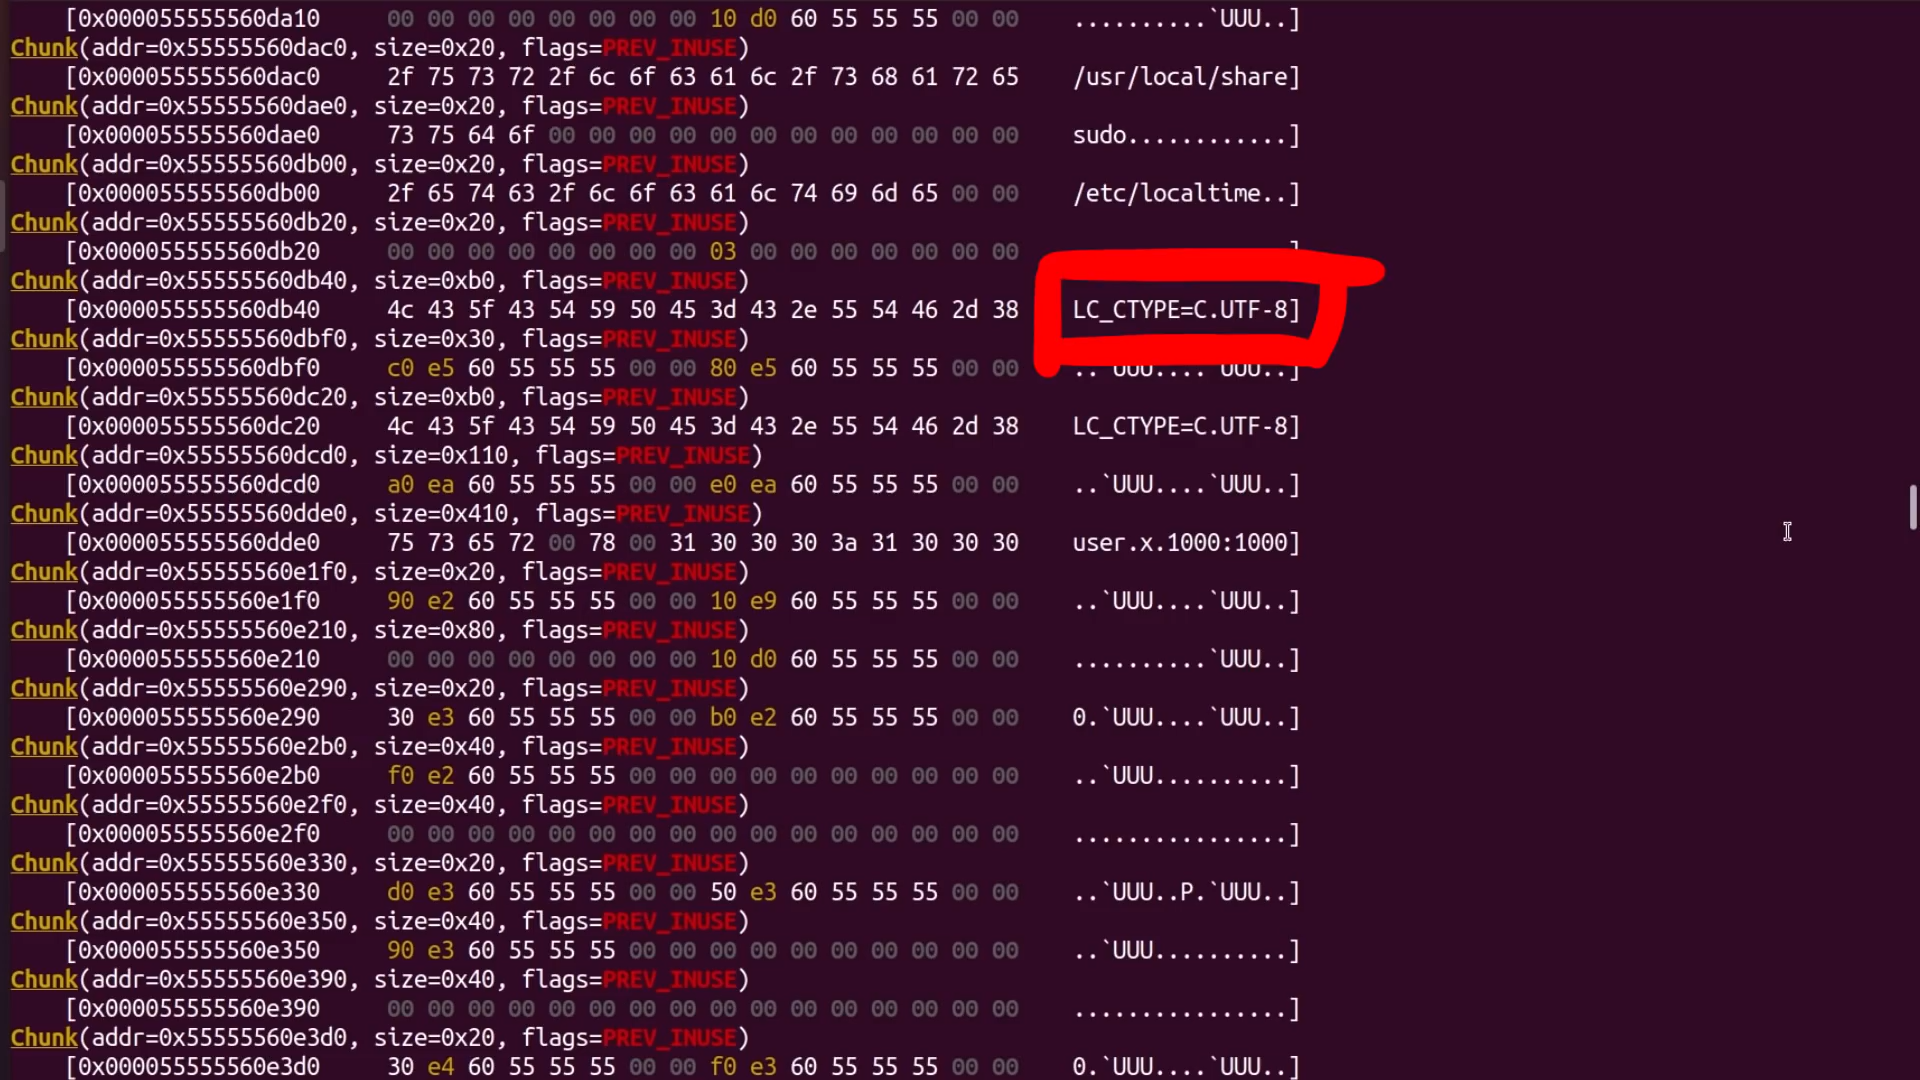 [0x000055555560da10     00 00 00 00 00 00 00 00 10 d0 60 55 55 55 00 00    ..........`UUU..]
Chunk(addr=0x55555560dac0, size=0x20, flags=PREV_INUSE)
[0x000055555560dac0     2f 75 73 72 2f 6c 6f 63 61 6c 2f 73 68 61 72 65    /usr/local/share]
Chunk(addr=0x55555560dae0, size=0x20, flags=PREV_INUSE)
[0x000055555560dae0     73 75 64 6f 00 00 00 00 00 00 00 00 00 00 00 00    sudo............]
Chunk(addr=0x55555560db00, size=0x20, flags=PREV_INUSE)
[0x000055555560db00     2f 65 74 63 2f 6c 6f 63 61 6c 74 69 6d 65 00 00    /etc/localtime..]
Chunk(addr=0x55555560db20, size=0x20, flags=PREV_INUSE)
[0x000055555560db20     00 00 00 00 00 00 00 00 03 00 00 00 00 00 00 00    ]
Chunk(addr=0x55555560db40, size=0xb0, flags=PREV_INUSE)
[0x000055555560db40     4c 43 5f 43 54 59 50 45 3d 43 2e 55 54 46 2d 38    LC_CTYPE=C.UTF-8]
Chunk(addr=0x55555560dbf0, size=0x30, flags=PREV_INUSE)
[0x000055555560dbf0     c0 e5 60 55 55 55 00 00 80 e5 60 55 55 55 00 00    ..`UUU....`UUU..]
Chunk(addr=0x55555560dc20, size=0xb0, flags=PREV_INUSE)
[0x000055555560dc20     4c 43 5f 43 54 59 50 45 3d 43 2e 55 54 46 2d 38    LC_CTYPE=C.UTF-8]
Chunk(addr=0x55555560dcd0, size=0x110, flags=PREV_INUSE)
[0x000055555560dcd0     a0 ea 60 55 55 55 00 00 e0 ea 60 55 55 55 00 00    ..`UUU....`UUU..]
Chunk(addr=0x55555560dde0, size=0x410, flags=PREV_INUSE)
[0x000055555560dde0     75 73 65 72 00 78 00 31 30 30 30 3a 31 30 30 30    user.x.1000:1000]
Chunk(addr=0x55555560e1f0, size=0x20, flags=PREV_INUSE)
[0x000055555560e1f0     90 e2 60 55 55 55 00 00 10 e9 60 55 55 55 00 00    ..`UUU....`UUU..]
Chunk(addr=0x55555560e210, size=0x80, flags=PREV_INUSE)
[0x000055555560e210     00 00 00 00 00 00 00 00 10 d0 60 55 55 55 00 00    ..........`UUU..]
Chunk(addr=0x55555560e290, size=0x20, flags=PREV_INUSE)
[0x000055555560e290     30 e3 60 55 55 55 00 00 b0 e2 60 55 55 55 00 00    0.`UUU....`UUU..]
Chunk(addr=0x55555560e2b0, size=0x40, flags=PREV_INUSE)
[0x000055555560e2b0     f0 e2 60 55 55 55 00 00 00 00 00 00 00 00 00 00    ..`UUU..........]
Chunk(addr=0x55555560e2f0, size=0x40, flags=PREV_INUSE)
[0x000055555560e2f0     00 00 00 00 00 00 00 00 00 00 00 00 00 00 00 00    ................]
Chunk(addr=0x55555560e330, size=0x20, flags=PREV_INUSE)
[0x000055555560e330     d0 e3 60 55 55 55 00 00 50 e3 60 55 55 55 00 00    ..`UUU..P.`UUU..]
Chunk(addr=0x55555560e350, size=0x40, flags=PREV_INUSE)
[0x000055555560e350     90 e3 60 55 55 55 00 00 00 00 00 00 00 00 00 00    ..`UUU..........]
Chunk(addr=0x55555560e390, size=0x40, flags=PREV_INUSE)
[0x000055555560e390     00 00 00 00 00 00 00 00 00 00 00 00 00 00 00 00    ................]
Chunk(addr=0x55555560e3d0, size=0x20, flags=PREV_INUSE)
[0x000055555560e3d0     30 e4 60 55 55 55 00 00 f0 e3 60 55 55 55 00 00    0.`UUU....`UUU..]